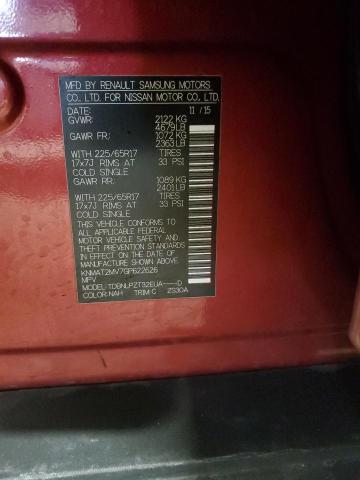 MFD BY RENAULT SAMSUNG MOTORS
CO., LTD. FOR NISSAN MOTOR CO., LTD.
DATE: 11 / 15
GVWR: 2122 KG
4679 LB
GAWR FR: 1072 KG
2363 LB
WITH 225/65R17 TIRES
17x7J RIMS AT 33 PSI
COLD SINGLE
GAWR RR: 1089 KG
2401 LB
WITH 225/65R17 TIRES
17x7J RIMS AT 33 PSI
COLD SINGLE
THIS VEHICLE CONFORMS TO
ALL APPLICABLE FEDERAL
MOTOR VEHICLE SAFETY AND
THEFT PREVENTION STANDARDS
IN EFFECT ON THE DATE OF
MANUFACTURE SHOWN ABOVE.
KNMAT2MV7GP622626
MPV
MODEL: TDBNLPZT32EUA-----D
COLOR: NAH TRIM: G ZS30A